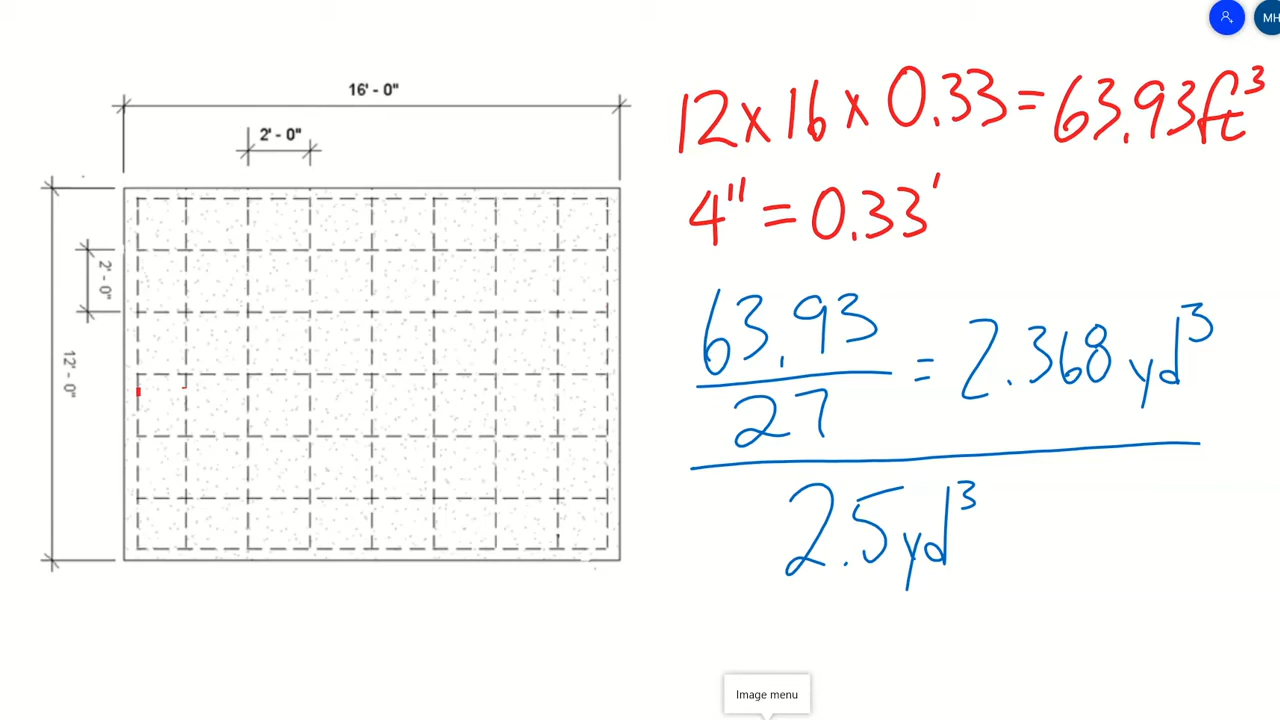 MH
16' - 0"
2' - 0"
2' - 0"
12' - 0"
12 x 16 x 0.33 = 63.93 ft³
4" = 0.33'
63.93
27
= 2.368 yd³
2.5 yd³
Image menu